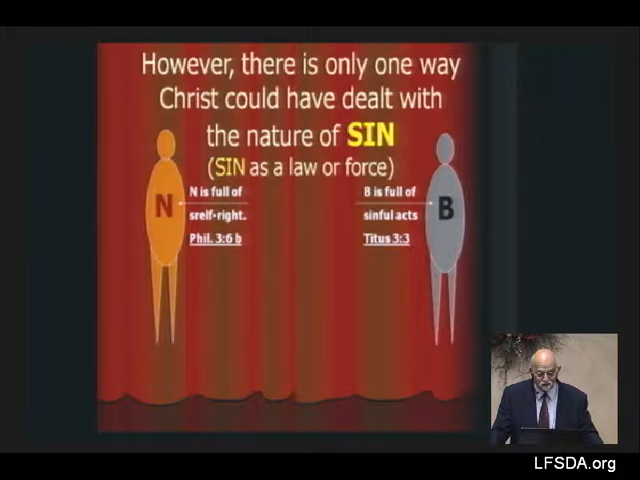 However, there is only one way
Christ could have dealt with
the nature of SIN
(SIN as a law or force)
N
N is full of
srelf-right.
Phil. 3:6 b
B is full of
sinful acts
Titus 3:3
B
LFSDA.org